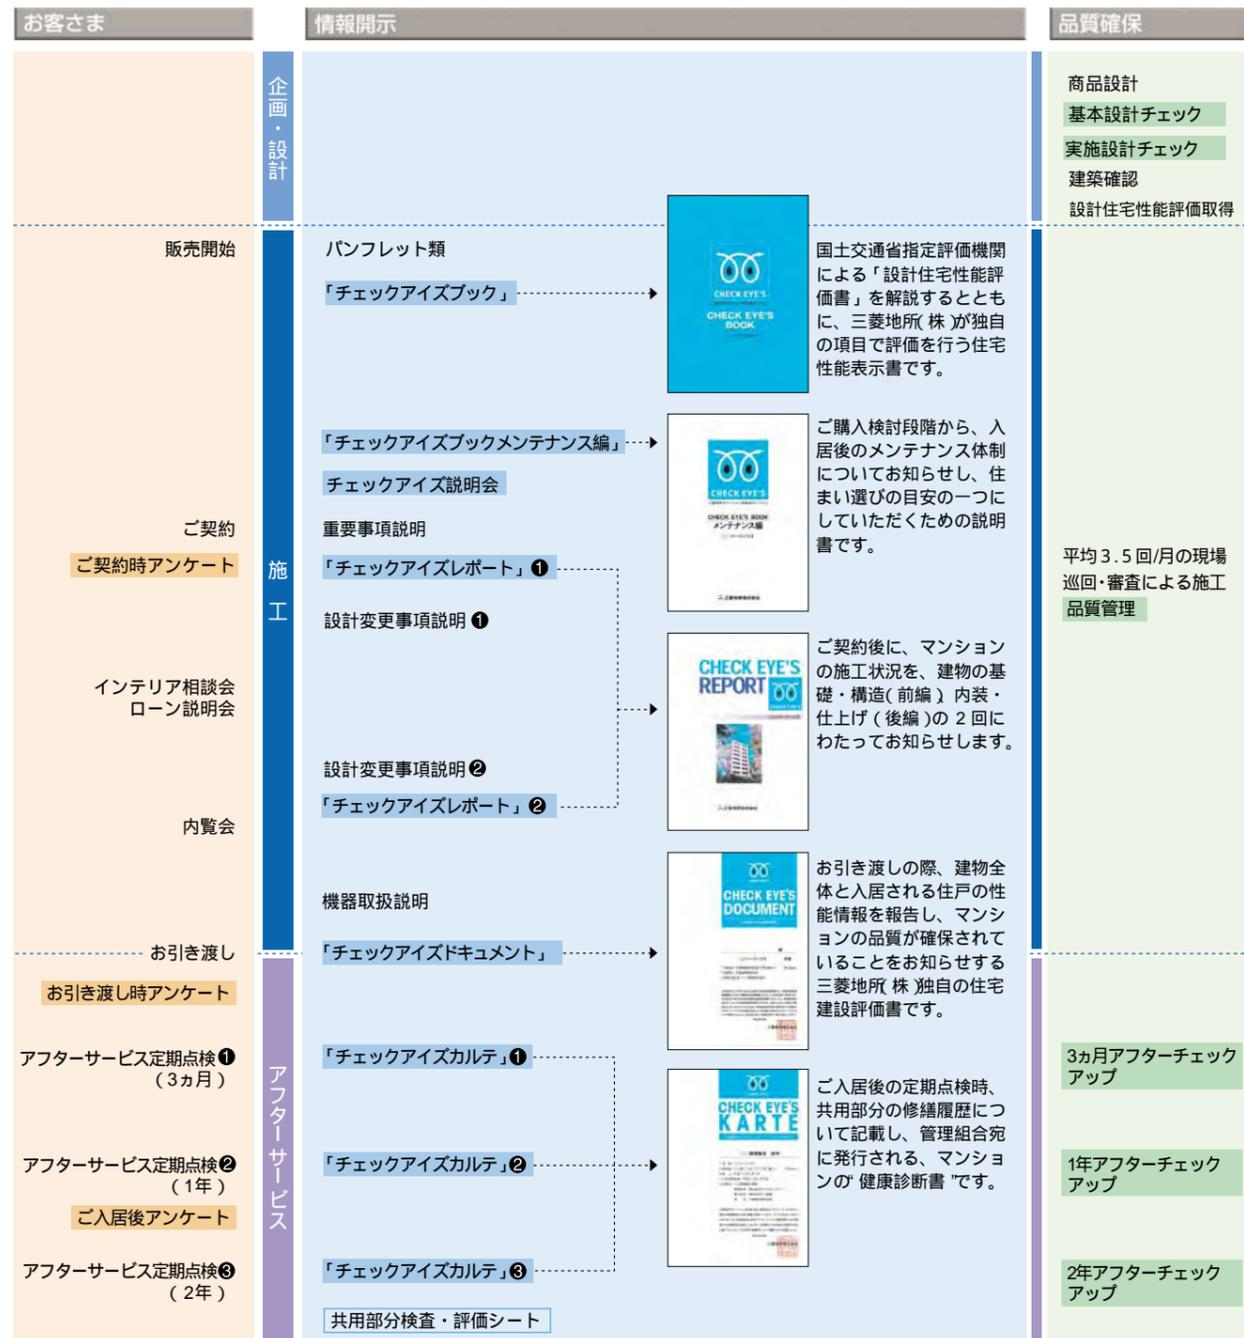 お客さま
情報開示
品質確保
企画・設計
商品設計
基本設計チェック
実施設計チェック
建築確認
設計住宅性能評価取得
施工
販売開始
パンフレット類
「チェックアイズブック」
CHECK EYE'S
CHECK EYE'S
BOOK
国土交通省指定評価機関
による「設計住宅性能評
価書」を解説するととも
に、三菱地所(株)が独自
の項目で評価を行う住宅
性能表示書です。
「チェックアイズブックメンテナンス編」
チェックアイズ説明会
CHECK EYE'S
CHECK EYE'S BOOK
メンテナンス編
ご購入検討段階から、入
居後のメンテナンス体制
についてお知らせし、住
まい選びの目安の一つに
していただくための説明
書です。
ご契約
ご契約時アンケート
重要事項説明
「チェックアイズレポート」❶
設計変更事項説明❶
平均3.5回/月の現場
巡回・審査による施工
品質管理
インテリア相談会
ローン説明会
CHECK EYE'S
REPORT
ご契約後に、マンション
の施工状況を、建物の基
礎・構造(前編)、内装・
仕上げ(後編)の2回に
わたってお知らせします。
設計変更事項説明❷
「チェックアイズレポート」❷
内覧会
機器取扱説明
お引き渡し
「チェックアイズドキュメント」
お引き渡し時アンケート
CHECK EYE'S
DOCUMENT
お引き渡しの際、建物全
体と入居される住戸の性
能情報を報告し、マンシ
ョンの品質が確保されて
いることをお知らせする
三菱地所(株)独自の住宅
建設評価書です。
アフターサービス
アフターサービス定期点検❶
(3ヵ月)
「チェックアイズカルテ」❶
3ヵ月アフターチェック
アップ
CHECK EYE'S
KARTE
ご入居後の定期点検時、
共用部分の修繕履歴につ
いて記載し、管理組合宛
に発行される、マンショ
ンの“健康診断書”です。
アフターサービス定期点検❷
(1年)
ご入居後アンケート
「チェックアイズカルテ」❷
1年アフターチェック
アップ
アフターサービス定期点検❸
(2年)
「チェックアイズカルテ」❸
2年アフターチェック
アップ
共用部分検査・評価シート